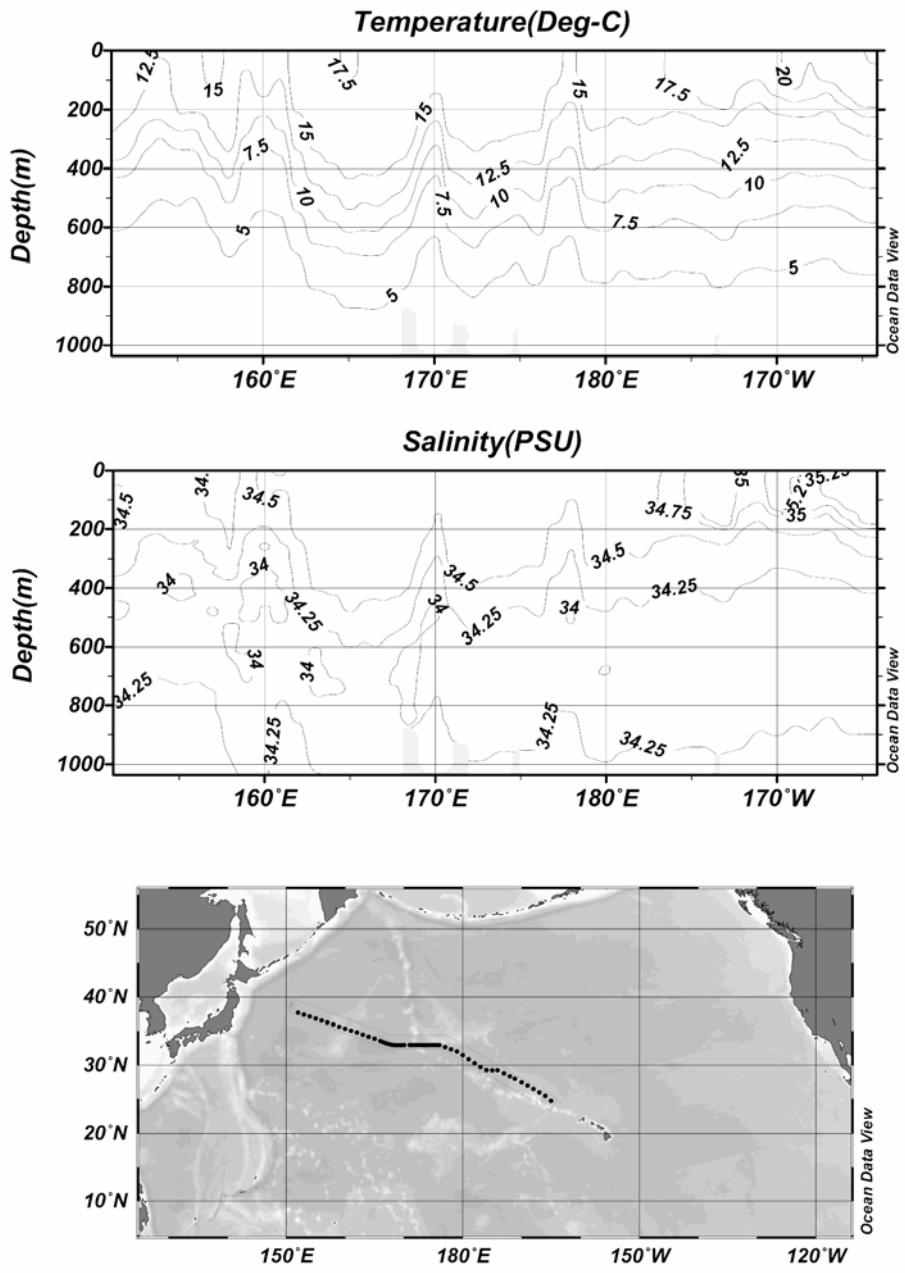 Temperature(Deg-C)
0
200
400
600
800
1000
Depth(m)
12.5
15
17.5
15
20
17.5
15
15
7.5
12.5
12.5
10
10
10
7.5
7.5
5
5
5
160˚E
170˚E
180˚E
170˚W
Ocean Data View
Salinity(PSU)
0
200
400
600
800
1000
Depth(m)
34.5
34.
34.5
34.75
35
35.25
5.2
35
34.5
34.5
34
34
34.25
34
34.25
34
34.25
34
34
34.25
34.25
34.25
34.25
160˚E
170˚E
180˚E
170˚W
Ocean Data View
50˚N
40˚N
30˚N
20˚N
10˚N
150˚E
180˚E
150˚W
120˚W
Ocean Data View